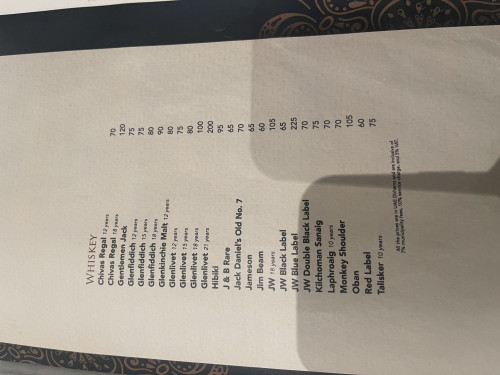 WHISKEY
Chivas Regal 12 years 70
Chivas Regal 18 years 120
Gentlemen Jack 75
Glenfiddich 12 years 75
Glenfiddich 15 years 80
Glenfiddich 18 years 90
Glenkinchie Malt 12 years 80
Glenlivet 12 years 75
Glenlivet 15 years 80
Glenlivet 18 years 100
Glenlivet 21 years 200
Hibiki 95
J & B Rare 65
Jack Daniel's Old No. 7 70
Jameson 65
Jim Beam 60
JW 18 years 105
JW Black Label 65
JW Blue Label 225
JW Double Black Label 70
Kilchoman Sanaig 75
Laphroaig 10 years 70
Monkey Shoulder 70
Oban 105
Red Label 60
Talisker 10 years 75
All the prices are in UAE Dirhams and are inclusive of
7% municipality fees, 10% service charge, and 5% VAT.